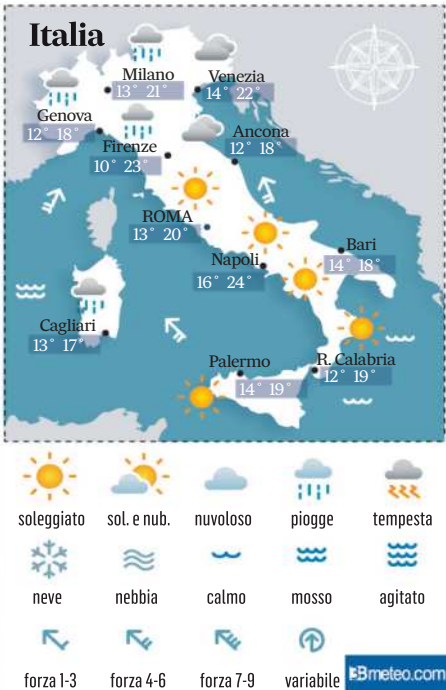 Italia
Milano
13° 21°
Venezia
14° 22°
Genova
12° 18°
Firenze
10° 23°
Ancona
12° 18°
ROMA
13° 20°
Napoli
16° 24°
Bari
14° 18°
Cagliari
13° 17°
Palermo
14° 19°
R. Calabria
12° 19°
soleggiato
sol. e nub.
nuvoloso
piogge
tempesta
neve
nebbia
calmo
mosso
agitato
forza 1-3
forza 4-6
forza 7-9
variabile
3Bmeteo.com